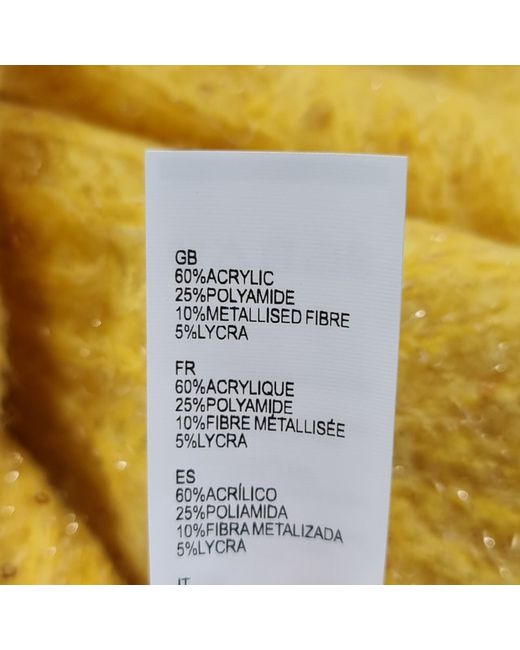 GB
60%ACRYLIC
25%POLYAMIDE
10%METALLISED FIBRE
5%LYCRA
FR
60%ACRYLIQUE
25%POLYAMIDE
10%FIBRE MÉTALLISÉE
5%LYCRA
ES
60%ACRÍLICO
25%POLIAMIDA
10%FIBRA METALIZADA
5%LYCRA
IT